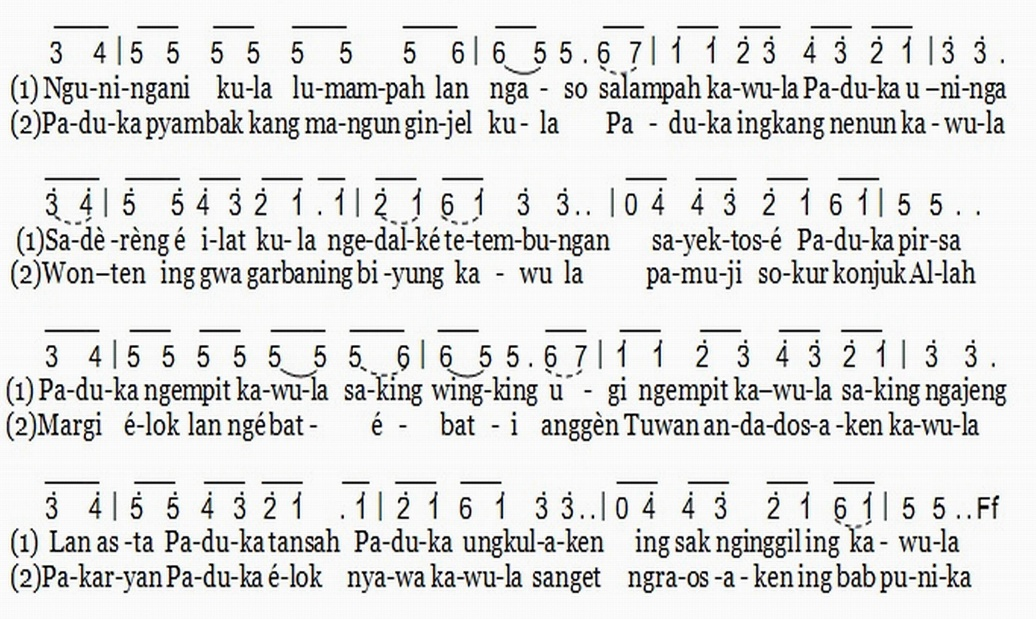 3 4 | 5 5 5 5 5 5 5 6 | 6 5 5 . 6 7 | 1̇ 1̇ 2̇ 3̇ 4̇ 3̇ 2̇ 1̇ | 3̇ 3̇ .
(1) Ngu-ni-ngani ku-la lu-mam-pah lan nga - so salampah ka-wu-la Pa-du-ka u –ni-nga
(2)Pa-du-ka pyambak kang ma-ngun gin-jel ku - la Pa - du-ka ingkang nenun ka - wu-la
3̇ 4̇ | 5̇ 5̇ 4̇ 3̇ 2̇ 1̇ . 1̇ | 2̇ 1̇ 6 1̇ 3̇ 3̇ . . | 0 4̇ 4̇ 3̇ 2̇ 1̇ 6 1̇ | 5 5 . .
(1)Sa-dè -rèng é i-lat ku- la nge-dal-ké te-tem-bu-ngan sa-yek-tos-é Pa-du-ka pir-sa
(2)Won–ten ing gwa garbaning bi -yung ka - wu la pa-mu-ji so-kur konjuk Al-lah
3 4 | 5 5 5 5 5 5 5 6 | 6 5 5 . 6 7 | 1̇ 1̇ 2̇ 3̇ 4̇ 3̇ 2̇ 1̇ | 3̇ 3̇ .
(1) Pa-du-ka ngempit ka-wu-la sa-king wing-king u - gi ngempit ka–wu-la sa-king ngajeng
(2)Margi é-lok lan ngébat - é - bat - i anggèn Tuwan an-da-dos-a -ken ka-wu-la
3̇ 4̇ | 5̇ 5̇ 4̇ 3̇ 2̇ 1̇ . 1̇ | 2̇ 1̇ 6 1̇ 3̇ 3̇ . . | 0 4̇ 4̇ 3̇ 2̇ 1̇ 6 1̇ | 5 5 . . Ff
(1) Lan as -ta Pa-du-ka tansah Pa-du-ka ungkul-a-ken ing sak nginggil ing ka - wu-la
(2)Pa-kar-yan Pa-du-ka é-lok nya-wa ka-wu-la sanget ngra-os -a - ken ing bab pu-ni-ka